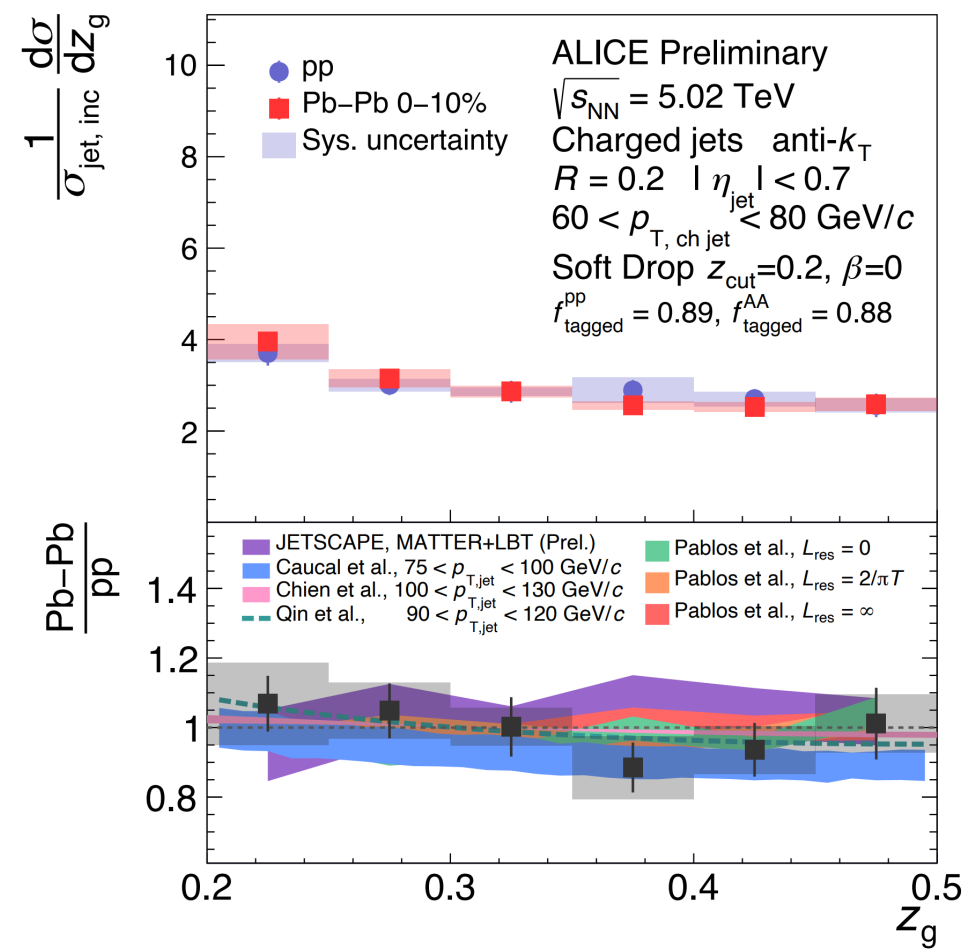 1/σjet, inc dσ/dzg
10
8
6
4
2
pp
Pb−Pb 0−10%
Sys. uncertainty
ALICE Preliminary
√sNN = 5.02 TeV
Charged jets anti-kT
R = 0.2 | ηjet| < 0.7
60 < pT, ch jet < 80 GeV/c
Soft Drop zcut=0.2, β=0
f pp tagged = 0.89, f AA tagged = 0.88
Pb−Pb/pp
1.4
1.2
1
0.8
JETSCAPE, MATTER+LBT (Prel.)
Caucal et al., 75 < pT,jet < 100 GeV/c
Chien et al., 100 < pT,jet < 130 GeV/c
Qin et al., 90 < pT,jet < 120 GeV/c
Pablos et al., Lres = 0
Pablos et al., Lres = 2/πT
Pablos et al., Lres = ∞
0.2 0.3 0.4 0.5
zg